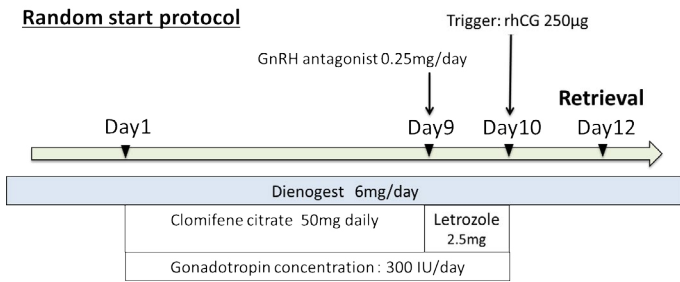 Random start protocol
Trigger: rhCG 250μg
GnRH antagonist 0.25mg/day
Retrieval
Day1
Day9
Day10
Day12
Dienogest 6mg/day
Clomifene citrate 50mg daily
Letrozole
2.5mg
Gonadotropin concentration : 300 IU/day